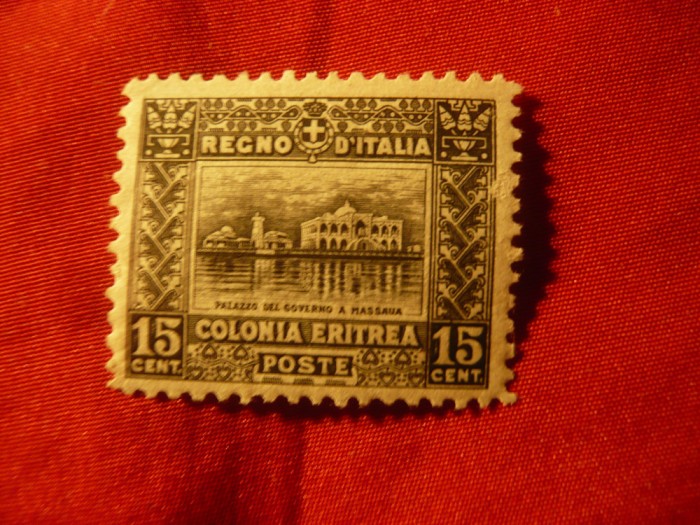 REGNO D'ITALIA
PALAZZO DEL GOVERNO A MASSAUA
15 COLONIA ERITREA 15
CENT. POSTE CENT.